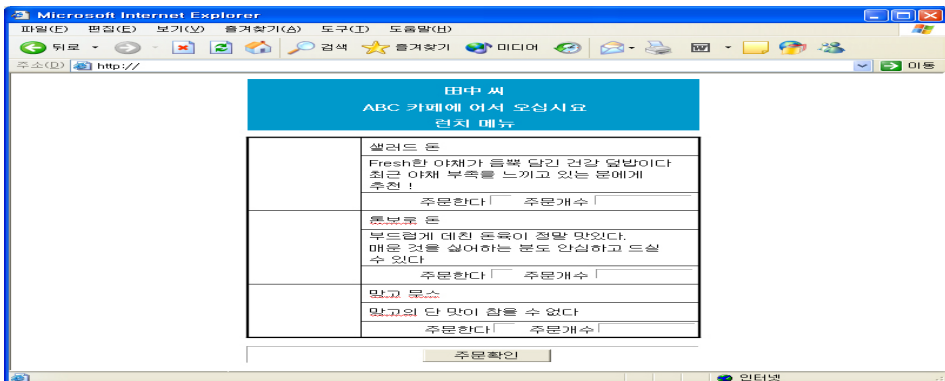 Microsoft Internet Explorer
파일(F) 편집(E) 보기(V) 즐겨찾기(A) 도구(T) 도움말(H)
뒤로 검색 즐겨찾기 미디어
주소(D) http:// 이동
田中 씨
ABC 카페에 어서 오십시요
런치 메뉴
샐러드 돈
Fresh한 야채가 듬뿍 담긴 건강 덮밥이다
최근 야채 부족을 느끼고 있는 분에게
추천 !
주문한다 주문개수
톤보로 돈
부드럽게 데친 돈육이 정말 맛있다.
매운 것을 싫어하는 분도 안심하고 드실
수 있다
주문한다 주문개수
망고 무스
망고의 단 맛이 참을 수 없다
주문한다 주문개수
주문확인
인터넷